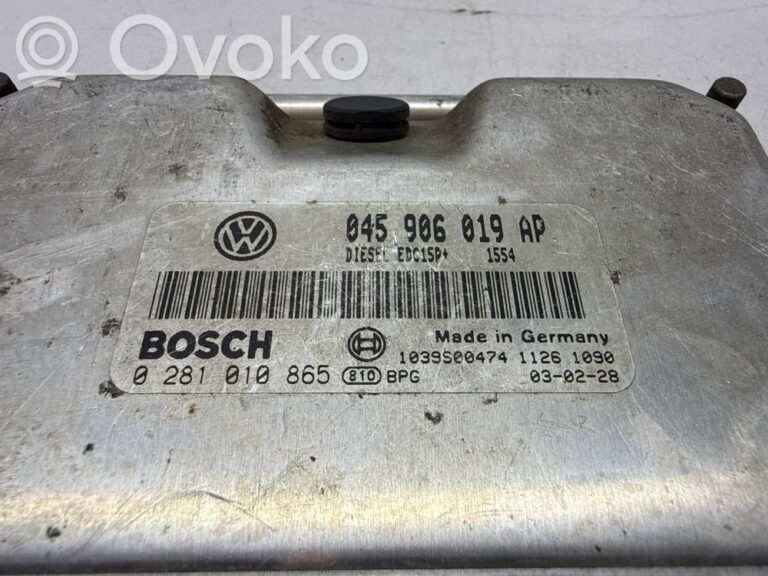 Ovoko
045 906 019 AP
DIESEL EDC15P+ 1554
BOSCH
Made in Germany
1039S00474 1126 1090
0 281 010 865 810 BPG 03-02-28